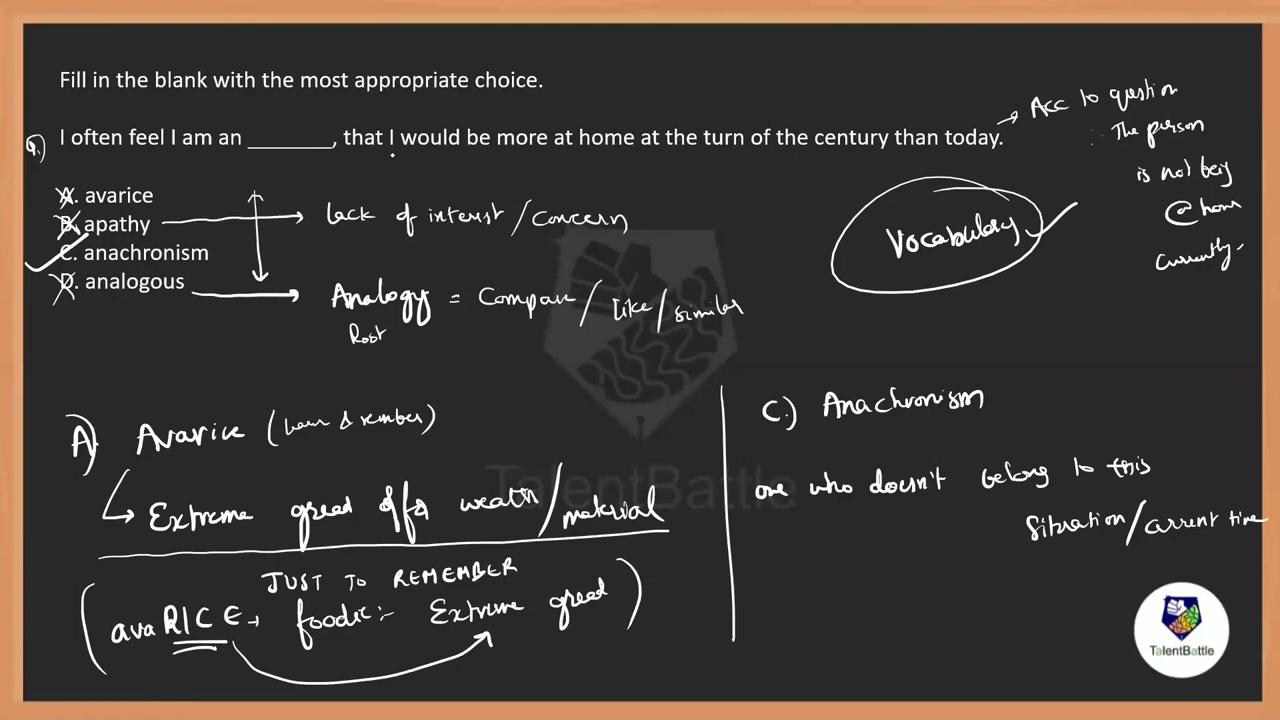 Fill in the blank with the most appropriate choice.
Q.) I often feel I am an ________, that I would be more at home at the turn of the century than today.
→ Acc to question
∴ The person
is not being
@ home
currently.
A. avarice
B. apathy → lack of interest/concern
C. anachronism
D. analogous → Analogy = Compare/like/similar
Root
Vocabulary
A) Avarice (learn & remember)
↳ Extreme greed of/for wealth/material
(JUST TO REMEMBER
avaRICE → foodie:- Extreme greed)
C.) Anachronism
one who doesn't belong to this
situation/current time
TalentBattle
TalentBattle